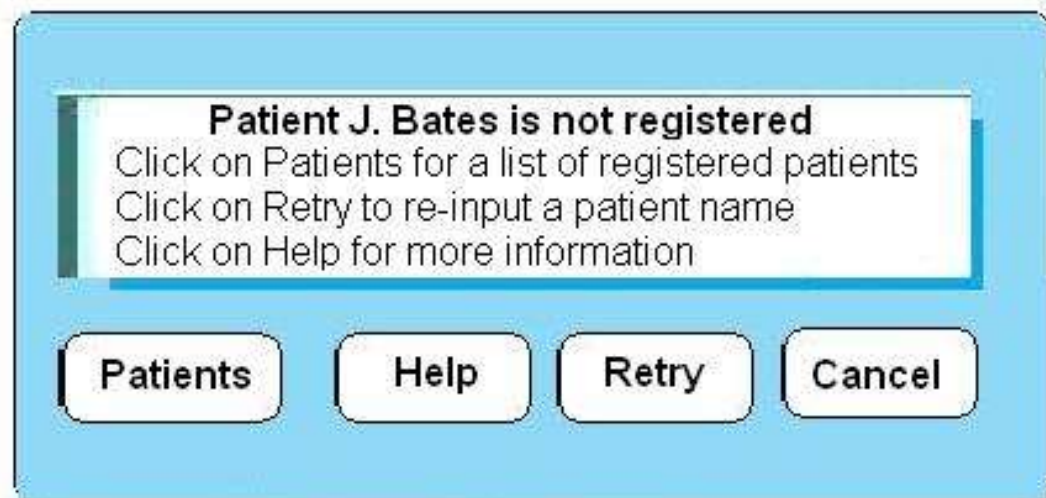 Patient J. Bates is not registered
Click on Patients for a list of registered patients
Click on Retry to re-input a patient name
Click on Help for more information
Patients Help Retry Cancel